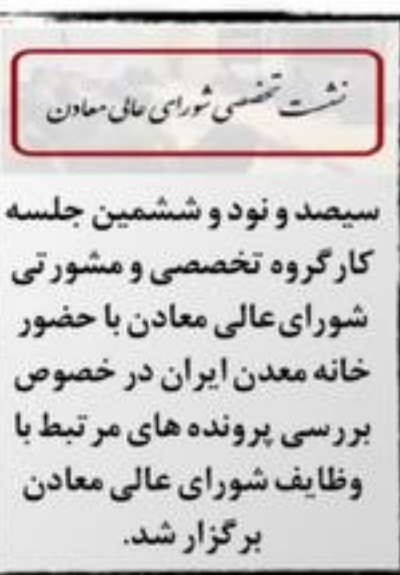 نشست تخصصی شورای عالی معادن
سیصد و نود و ششمین جلسه
کارگروه تخصصی و مشورتی
شورای عالی معادن با حضور
خانه معدن ایران در خصوص
بررسی پرونده های مرتبط با
وظایف شورای عالی معادن
برگزار شد.